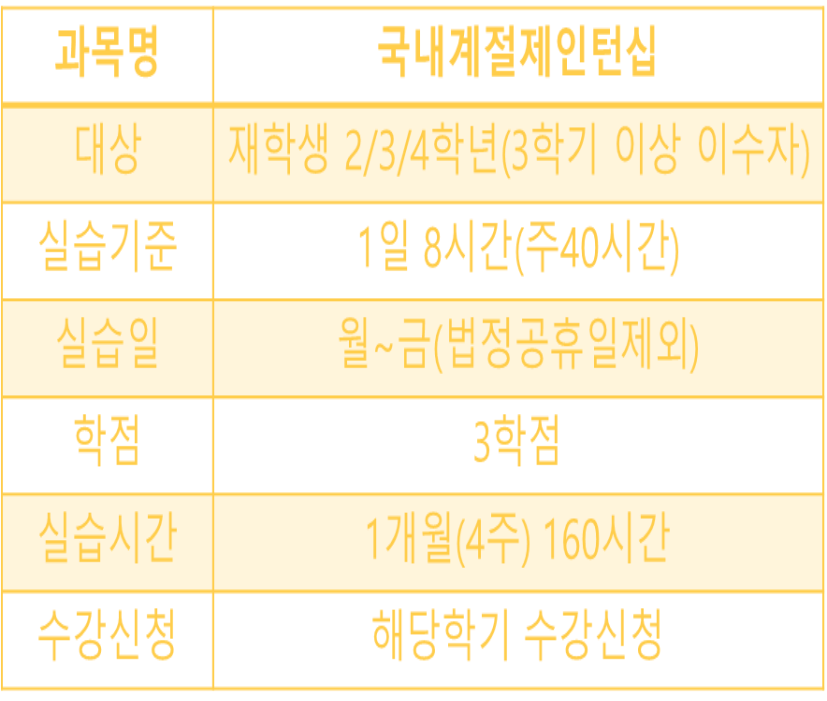 과목명 국내계절제인턴십
대상 재학생 2/3/4학년(3학기 이상 이수자)
실습기준 1일 8시간(주40시간)
실습일 월~금(법정공휴일제외)
학점 3학점
실습시간 1개월(4주) 160시간
수강신청 해당학기 수강신청